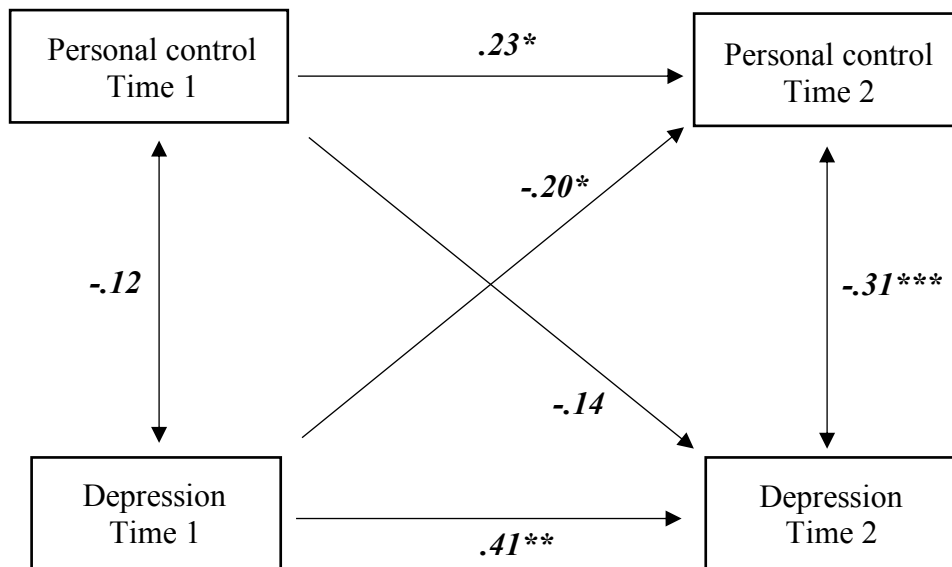 Personal control
Time 1
.23*
Personal control
Time 2
-.20*
-.12
-.31***
-.14
Depression
Time 1
.41**
Depression
Time 2